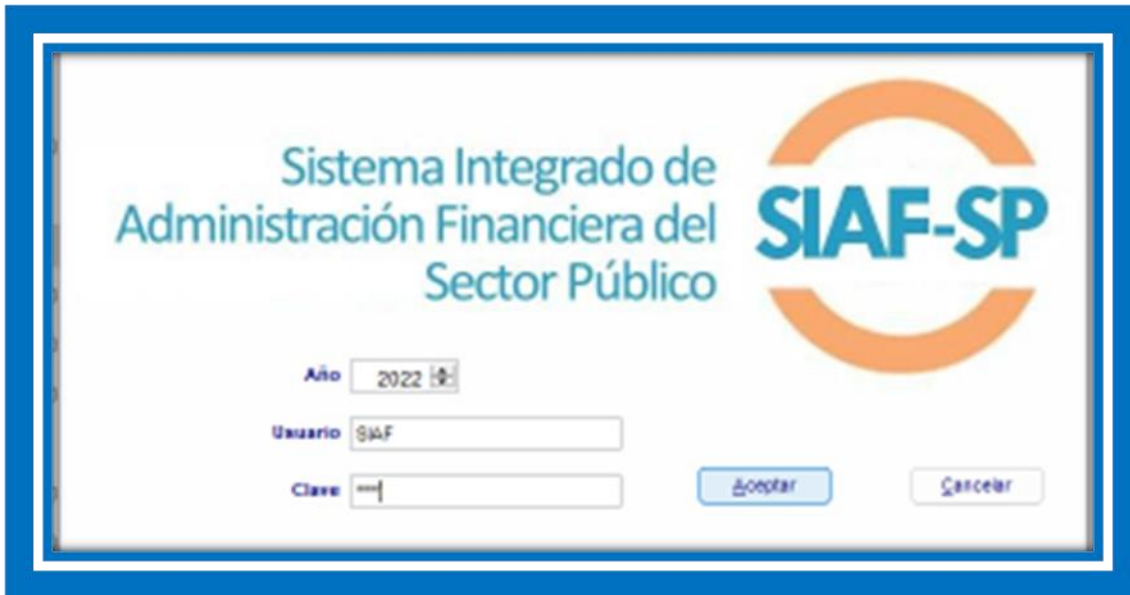 Sistema Integrado de
Administración Financiera del
Sector Público
SIAF-SP
Año 2022
Usuario SIAF
Clave ****
Aceptar Cancelar